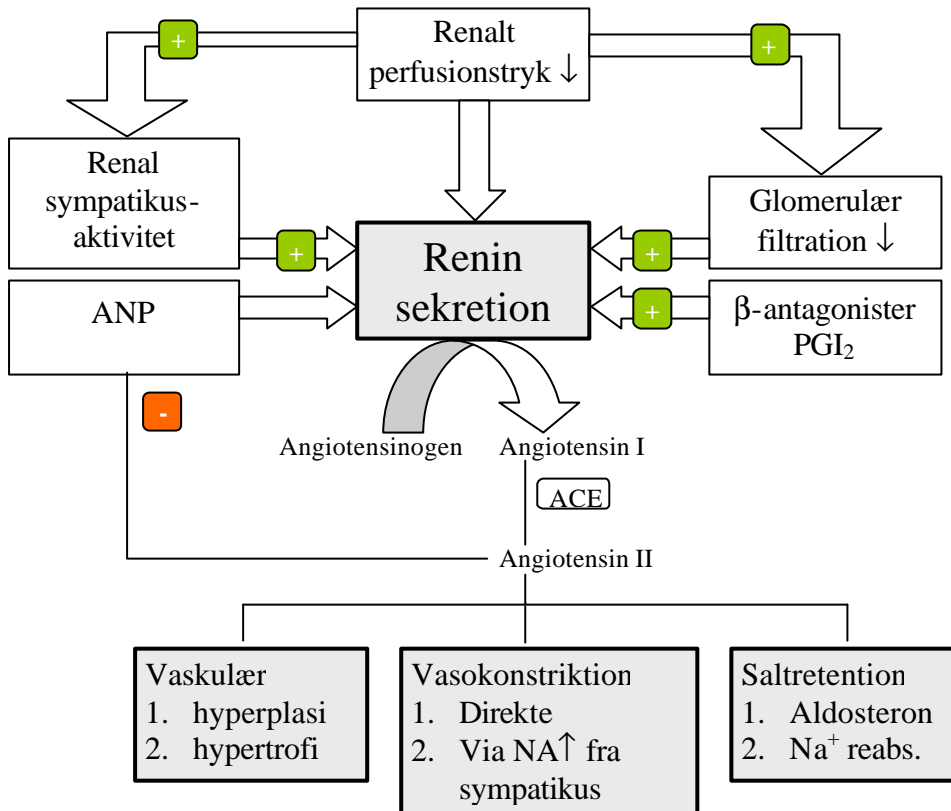 +
Renalt
perfusionstryk ↓
+
Renal
sympatikus-
aktivitet
+
Renin
sekretion
+
Glomerulær
filtration ↓
ANP
+
β-antagonister
PGI₂
-
Angiotensinogen
Angiotensin I
ACE
Angiotensin II
Vaskulær
1. hyperplasi
2. hypertrofi
Vasokonstriktion
1. Direkte
2. Via NA↑ fra
sympatikus
Saltretention
1. Aldosteron
2. Na⁺ reabs.